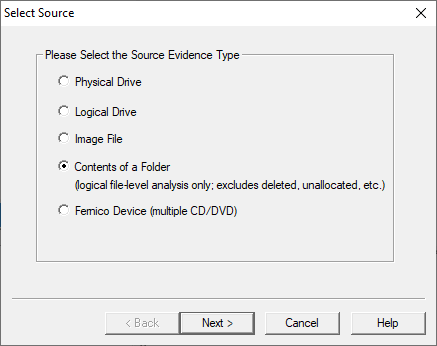 Select Source
Please Select the Source Evidence Type
Physical Drive
Logical Drive
Image File
Contents of a Folder
(logical file-level analysis only; excludes deleted, unallocated, etc.)
Fernico Device (multiple CD/DVD)
< Back
Next >
Cancel
Help